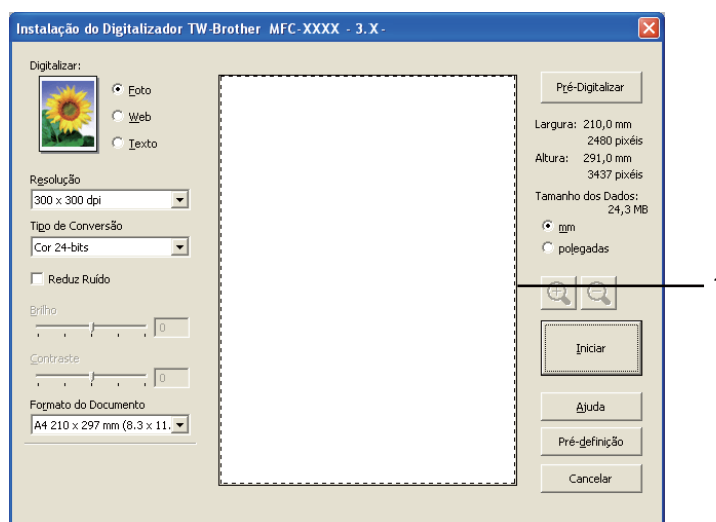 Instalação do Digitalizador TW-Brother MFC-XXXX - 3.X-
Digitalizar:
Foto
Web
Texto
Resolução
300 x 300 dpi
Tipo de Conversão
Cor 24-bits
Reduz Ruído
Brilho
0
Contraste
0
Formato do Documento
A4 210 x 297 mm (8.3 x 11.
Pré-Digitalizar
Largura: 210,0 mm
2480 pixéis
Altura: 291,0 mm
3437 pixéis
Tamanho dos Dados:
24,3 MB
mm
polegadas
Iniciar
Ajuda
Pré-definição
Cancelar